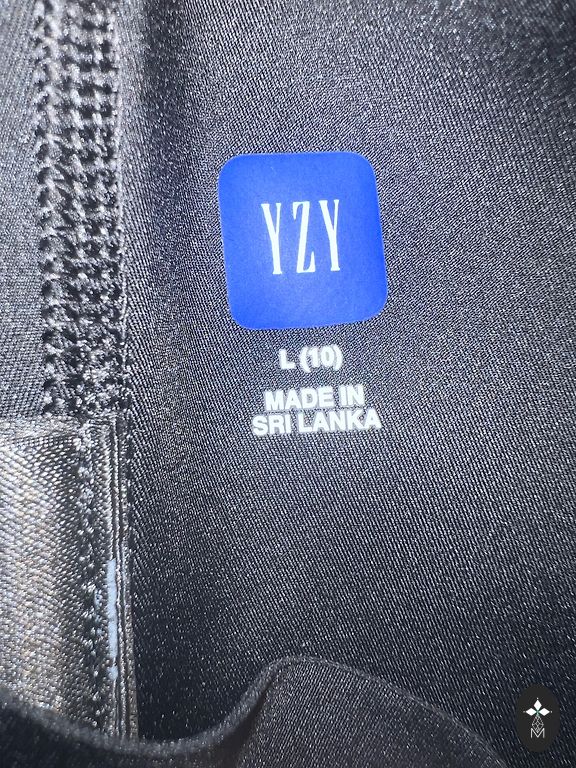 YZY
L (10)
MADE IN
SRI LANKA
M